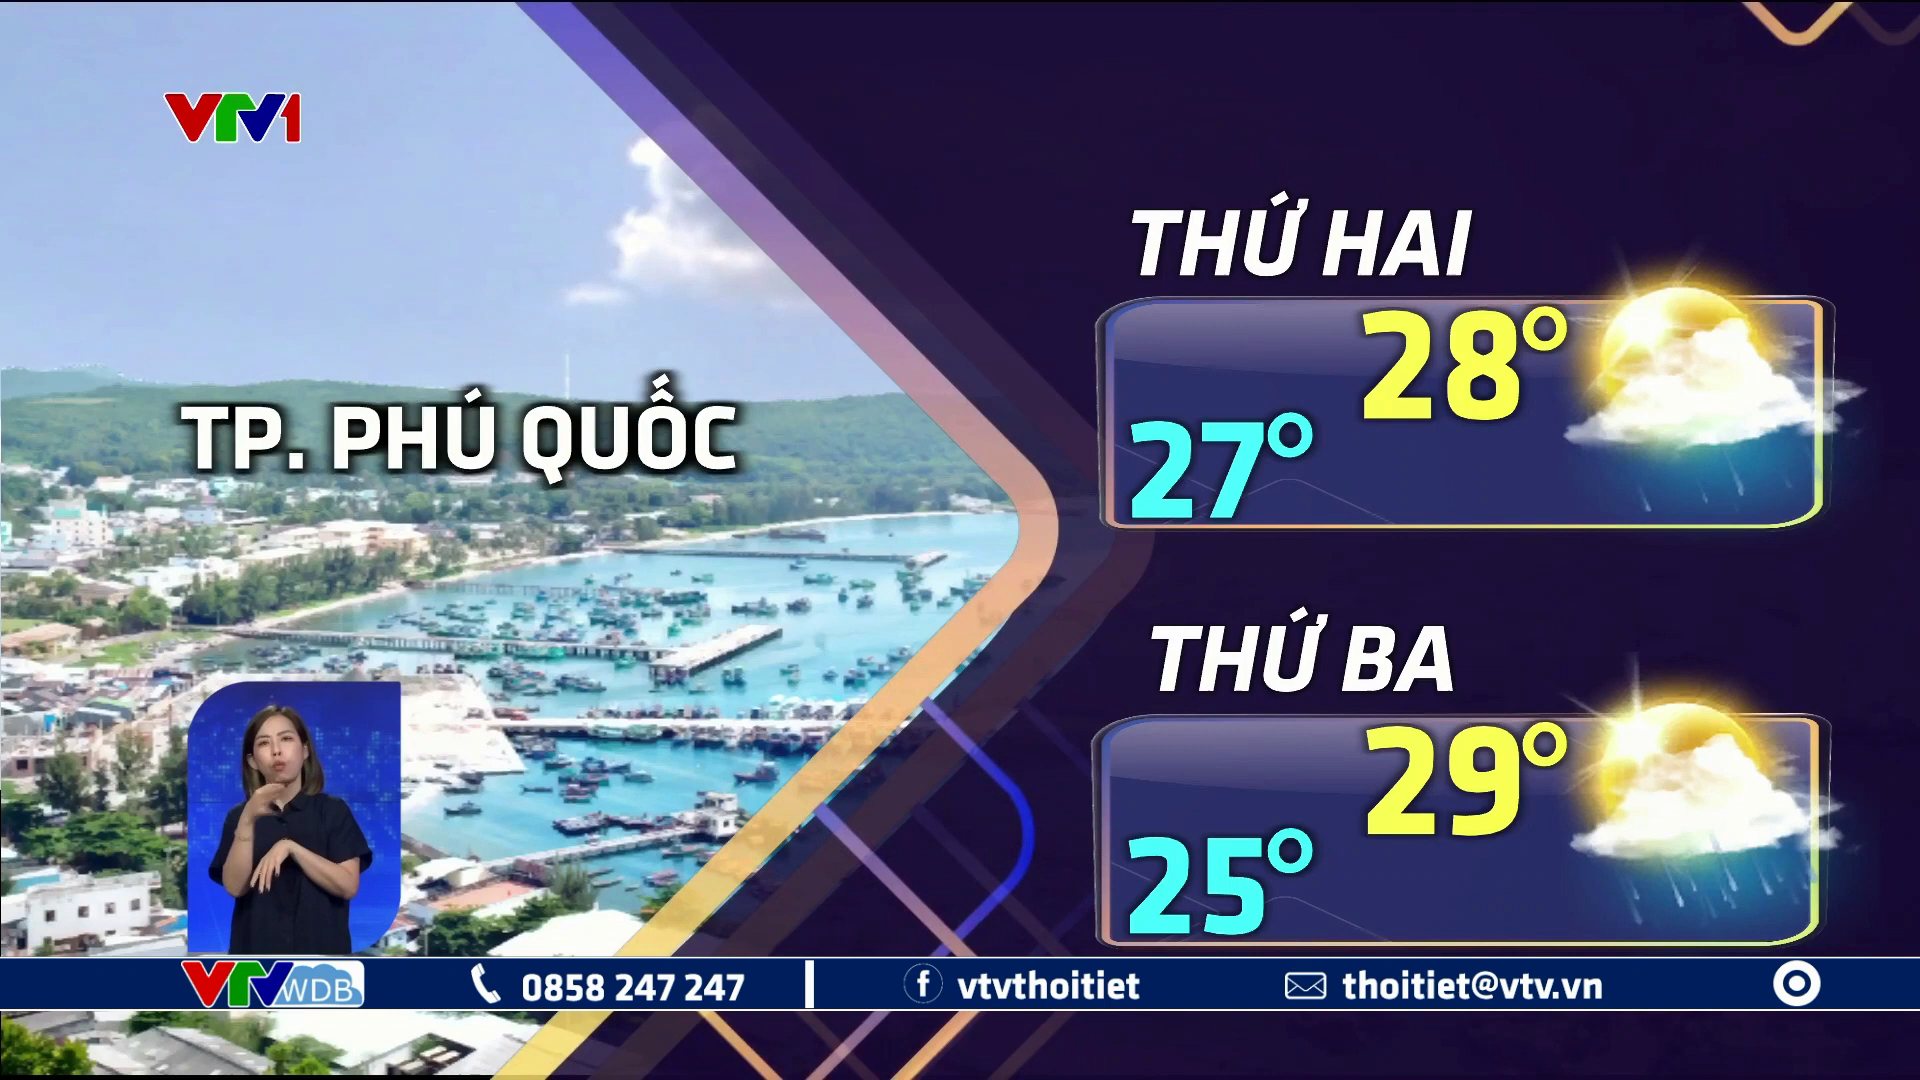 VTV1
TP. PHÚ QUỐC
THỨ HAI
28°
27°
THỨ BA
29°
25°
VTV WDB
0858 247 247
vtvthoitiet
thoitiet@vtv.vn